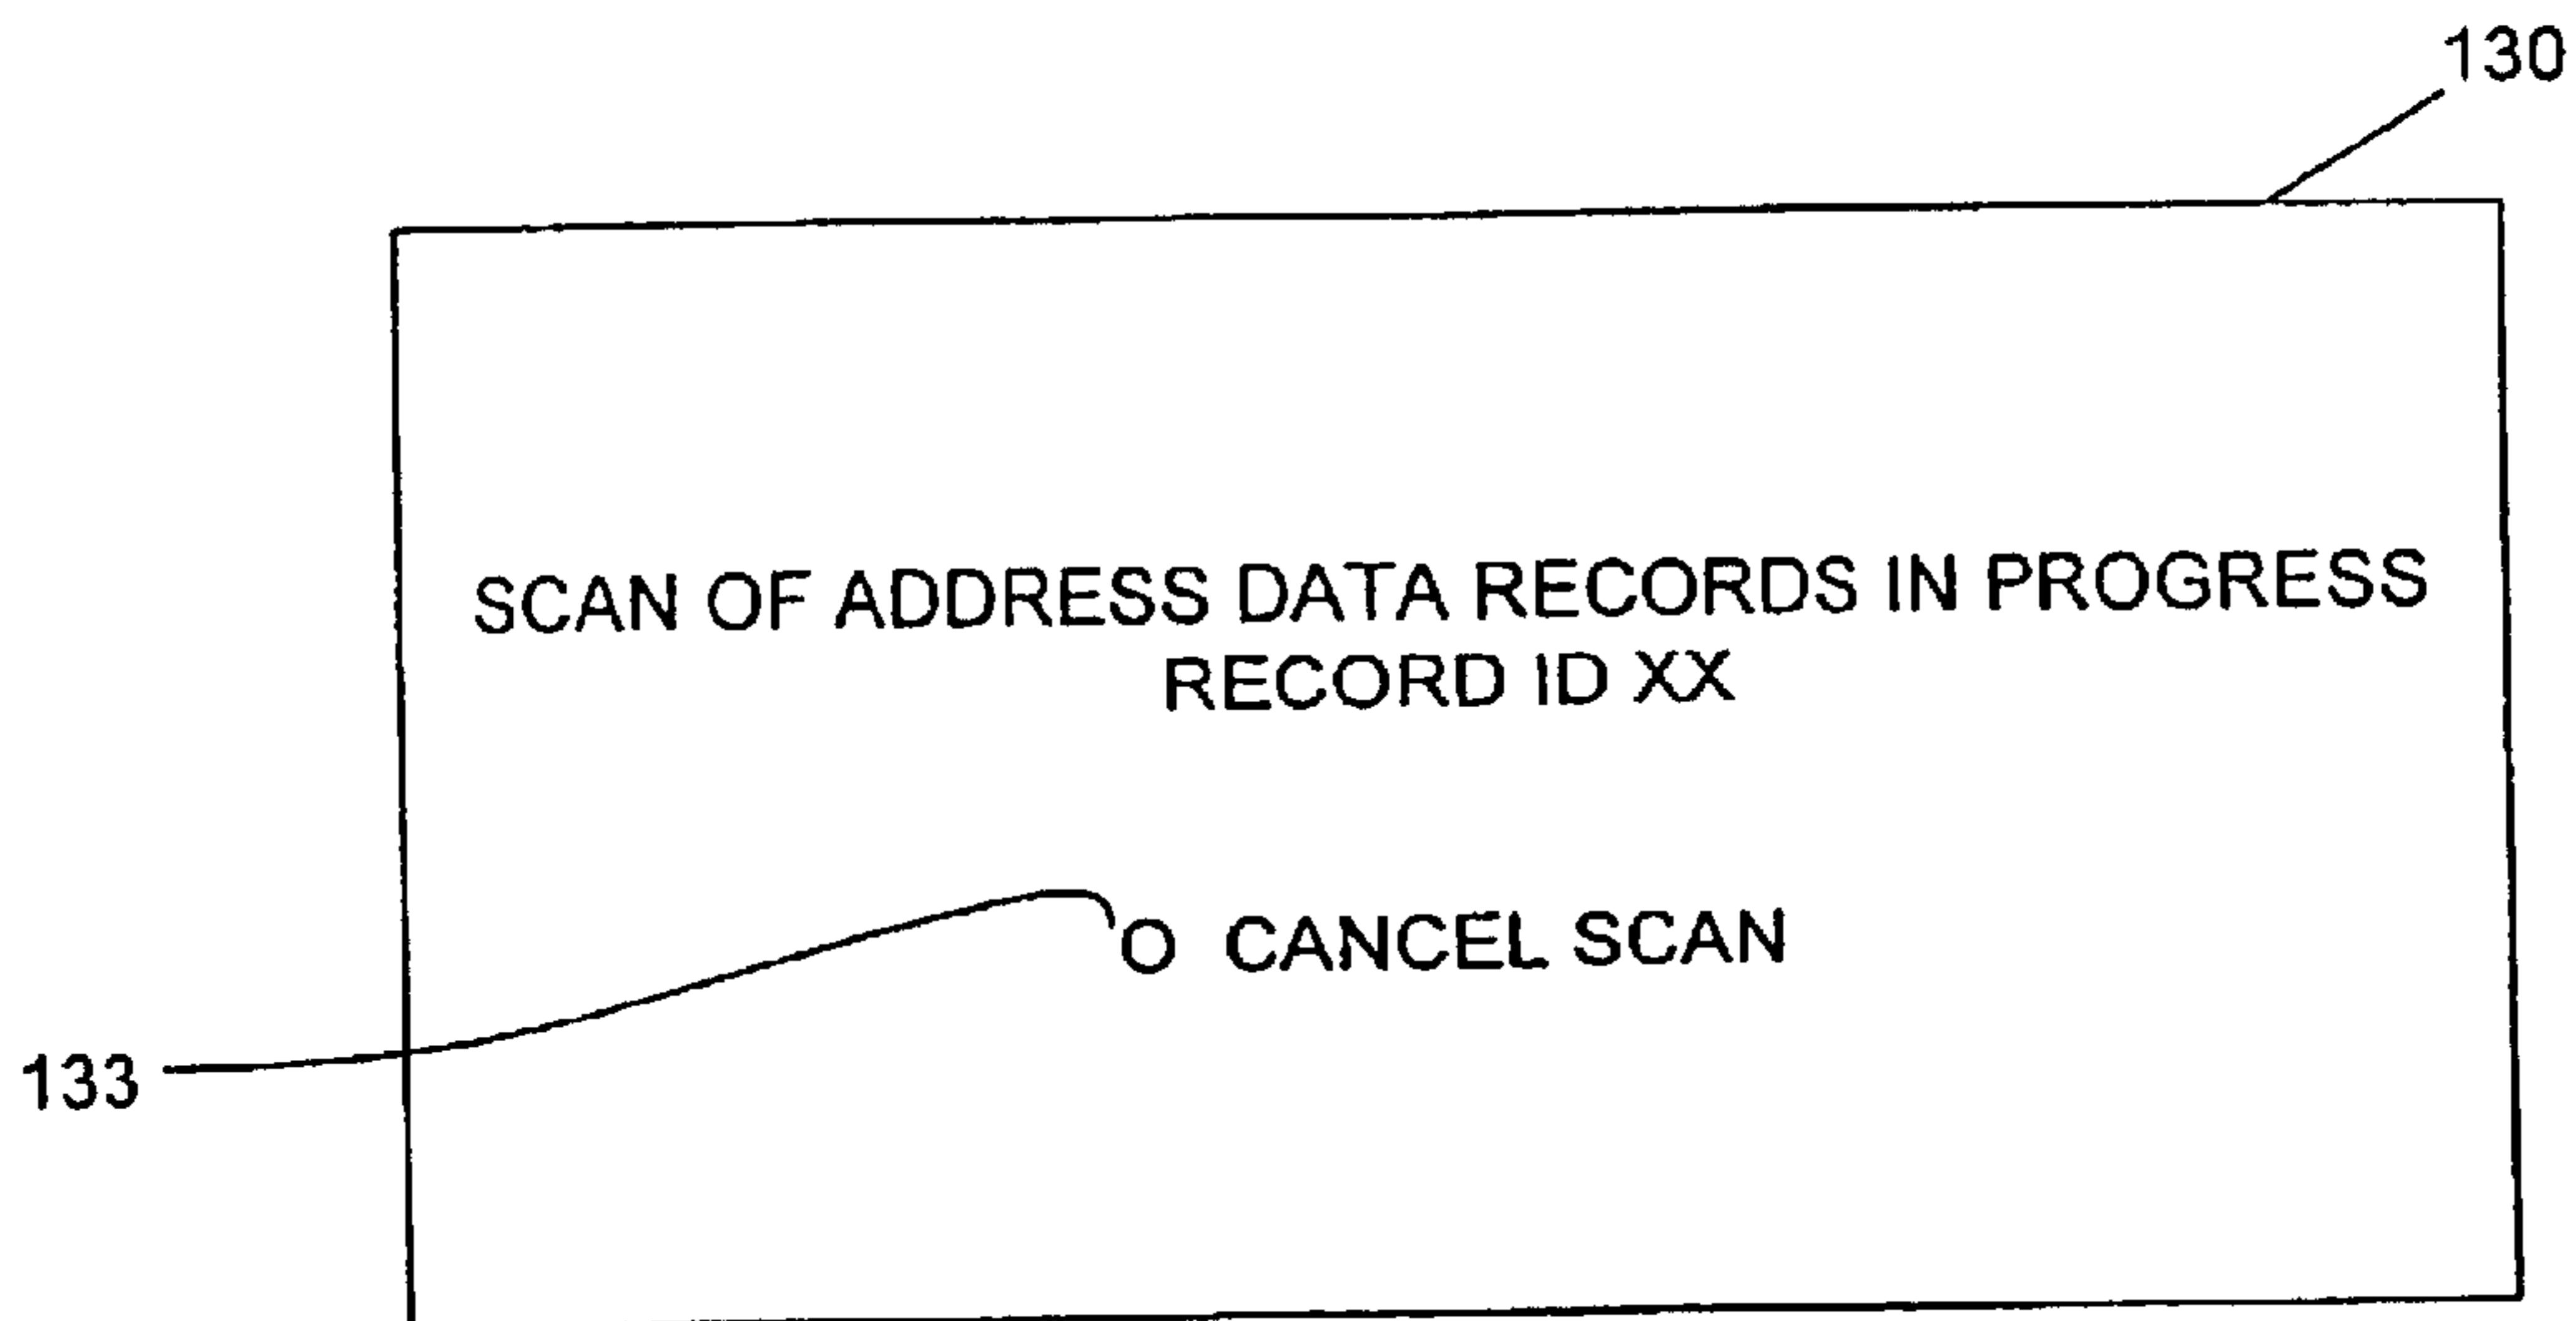 130
SCAN OF ADDRESS DATA RECORDS IN PROGRESS
RECORD ID XX
O CANCEL SCAN
133